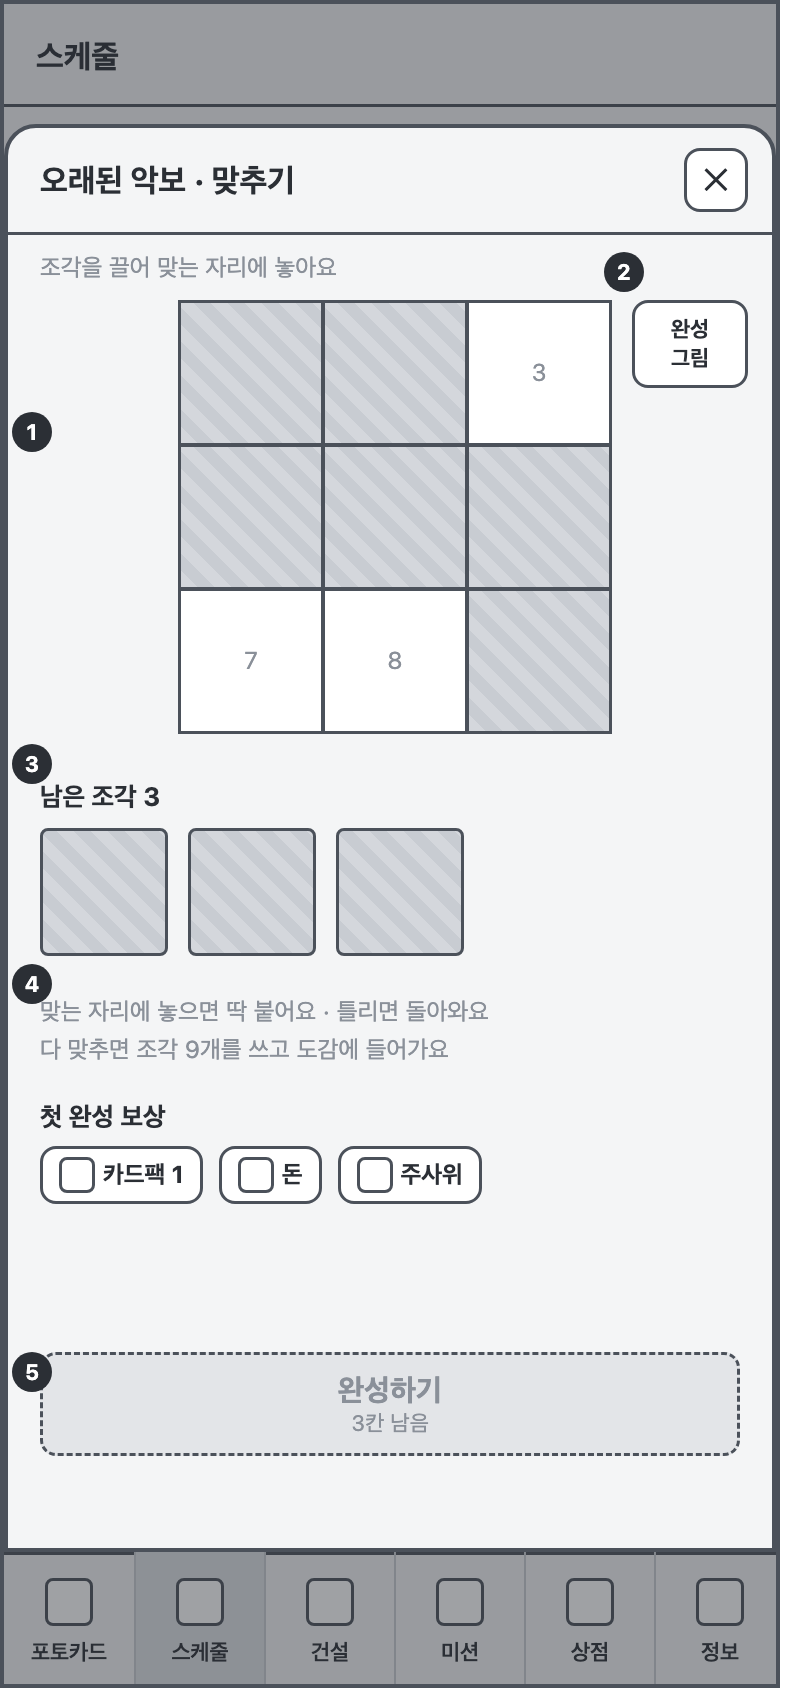 스케줄
오래된 악보 · 맞추기
조각을 끌어 맞는 자리에 놓아요
2
완성
그림
3
1
7
8
3
남은 조각 3
4
맞는 자리에 놓으면 딱 붙어요 · 틀리면 돌아와요
다 맞추면 조각 9개를 쓰고 도감에 들어가요
첫 완성 보상
카드팩 1
돈
주사위
5
완성하기
3칸 남음
포토카드
스케줄
건설
미션
상점
정보